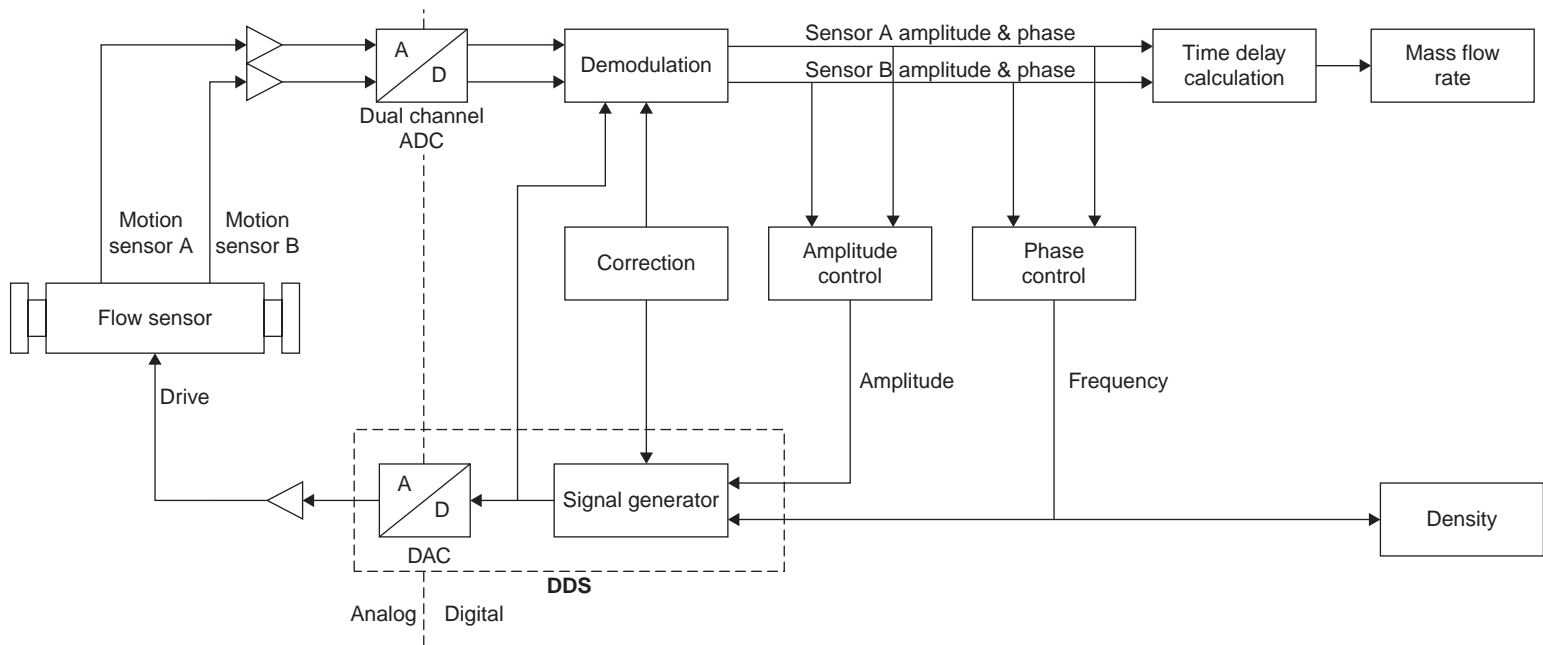 Sensor A amplitude & phase
Sensor B amplitude & phase
A
D
Dual channel
ADC
Demodulation
Time delay
calculation
Mass flow
rate
Motion
sensor A
Motion
sensor B
Correction
Amplitude
control
Phase
control
Flow sensor
Drive
Amplitude
Frequency
A
D
DAC
Signal generator
Density
DDS
Analog
Digital